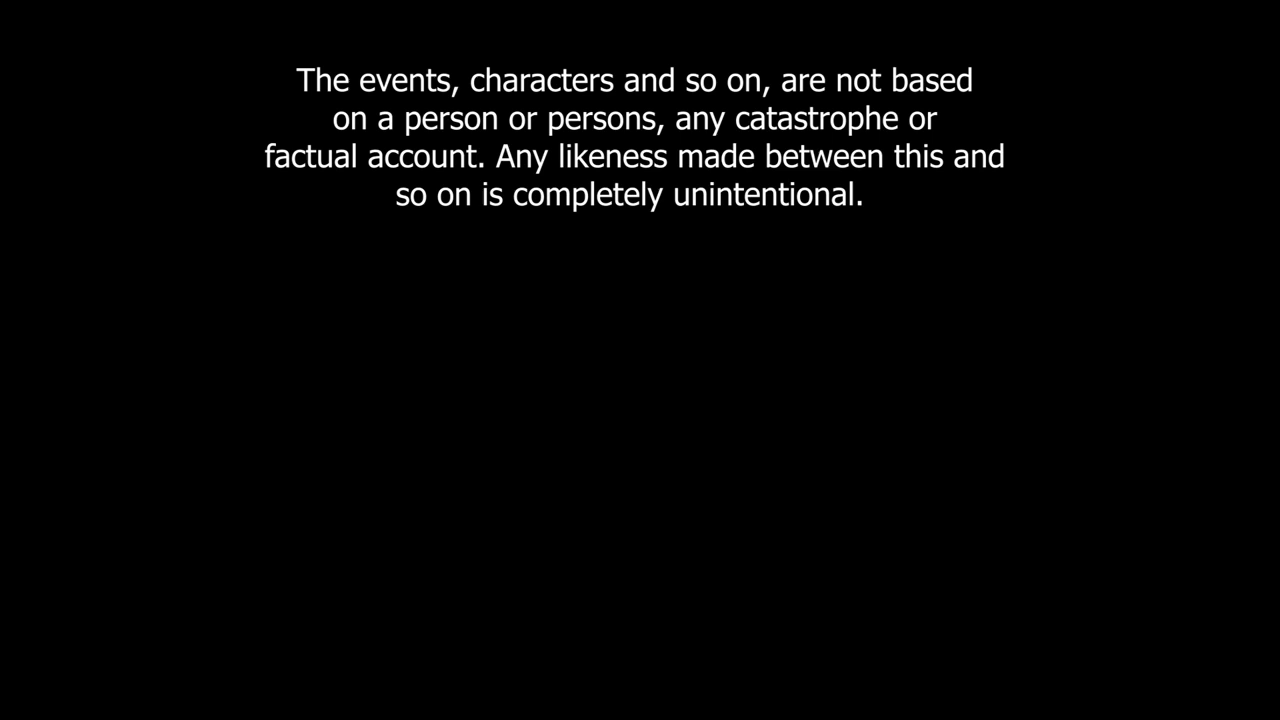 The events, characters and so on, are not based
on a person or persons, any catastrophe or
factual account. Any likeness made between this and
so on is completely unintentional.